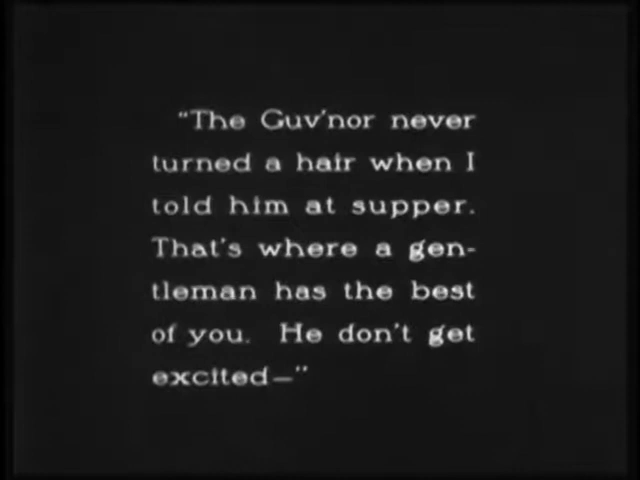 "The Guv'nor never
turned a hair when I
told him at supper.
That's where a gen-
tleman has the best
of you. He don't get
excited—"